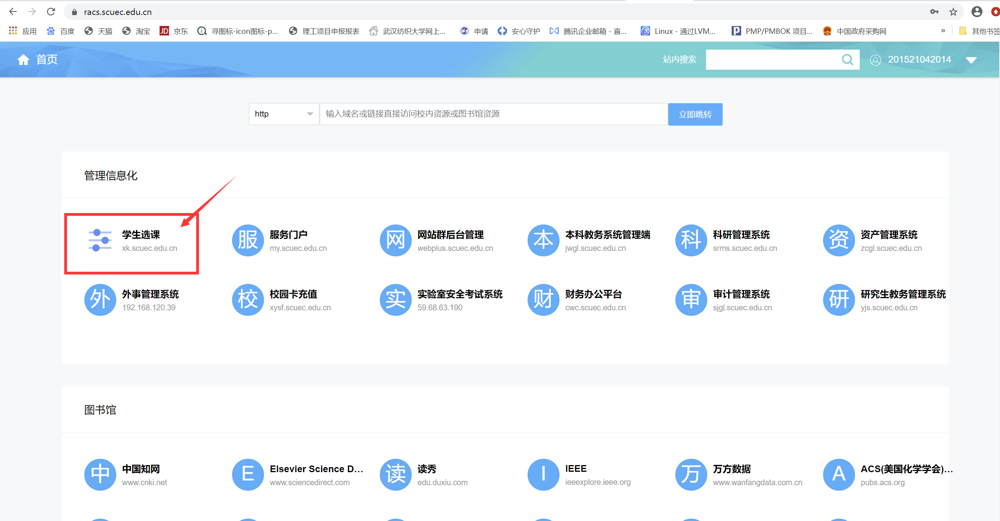 racs.scuec.edu.cn
应用 百度 天猫 淘宝 JD 京东 寻图标-icon图标-p... 理工项目申报报表 武汉纺织大学网上... 申请 安心守护 腾讯企业邮箱 - 直... Linux - 通过LVM... PMP/PMBOK 项目... 中国政府采购网 » 其他书签
首页 站内搜索 201521042014
http 输入域名或链接直接访问校内资源或图书馆资源 立即跳转
管理信息化
学生选课
xk.scuec.edu.cn
服 服务门户
my.scuec.edu.cn
网 网站群后台管理
webplus.scuec.edu.cn
本 本科教务系统管理端
jwgl.scuec.edu.cn
科 科研管理系统
srms.scuec.edu.cn
资 资产管理系统
zcgl.scuec.edu.cn
外 外事管理系统
192.168.120.39
校 校园卡充值
xysf.scuec.edu.cn
实 实验室安全考试系统
59.68.63.190
财 财务办公平台
cwc.scuec.edu.cn
审 审计管理系统
sjgl.scuec.edu.cn
研 研究生教务管理系统
yjs.scuec.edu.cn
图书馆
中 中国知网
www.cnki.net
E Elsevier Science D...
www.sciencedirect.com
读 读秀
edu.duxiu.com
I IEEE
ieeexplore.ieee.org
万 万方数据
www.wanfangdata.com.cn
A ACS(美国化学学会)...
pubs.acs.org